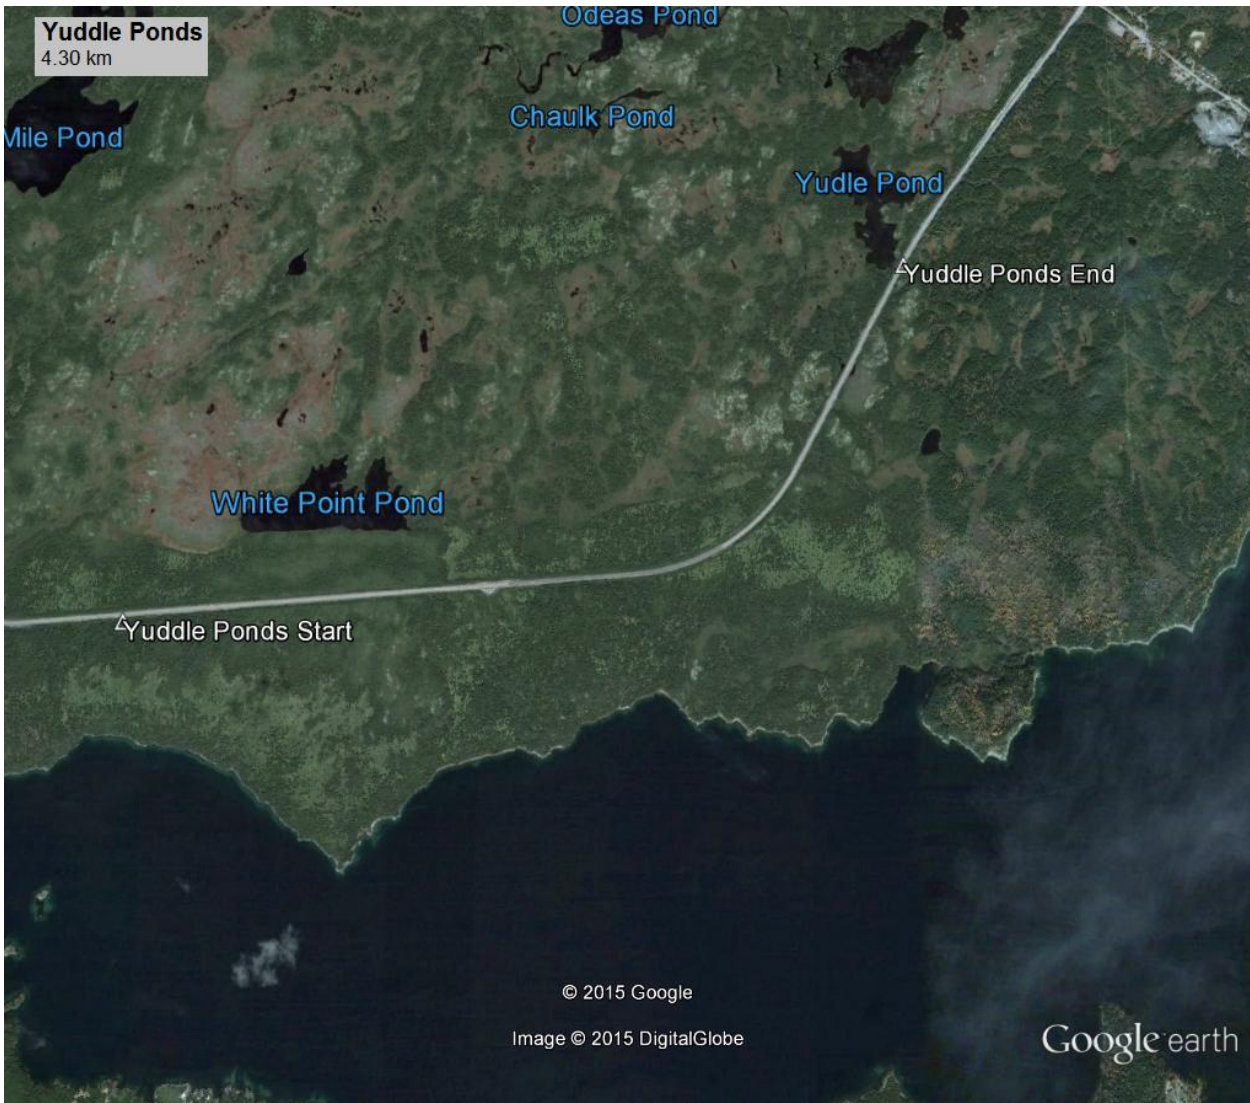 Yuddle Ponds
4.30 km
Odeas Pond
Chaulk Pond
Mile Pond
Yudle Pond
Yuddle Ponds End
White Point Pond
Yuddle Ponds Start
© 2015 Google
Image © 2015 DigitalGlobe
Google earth